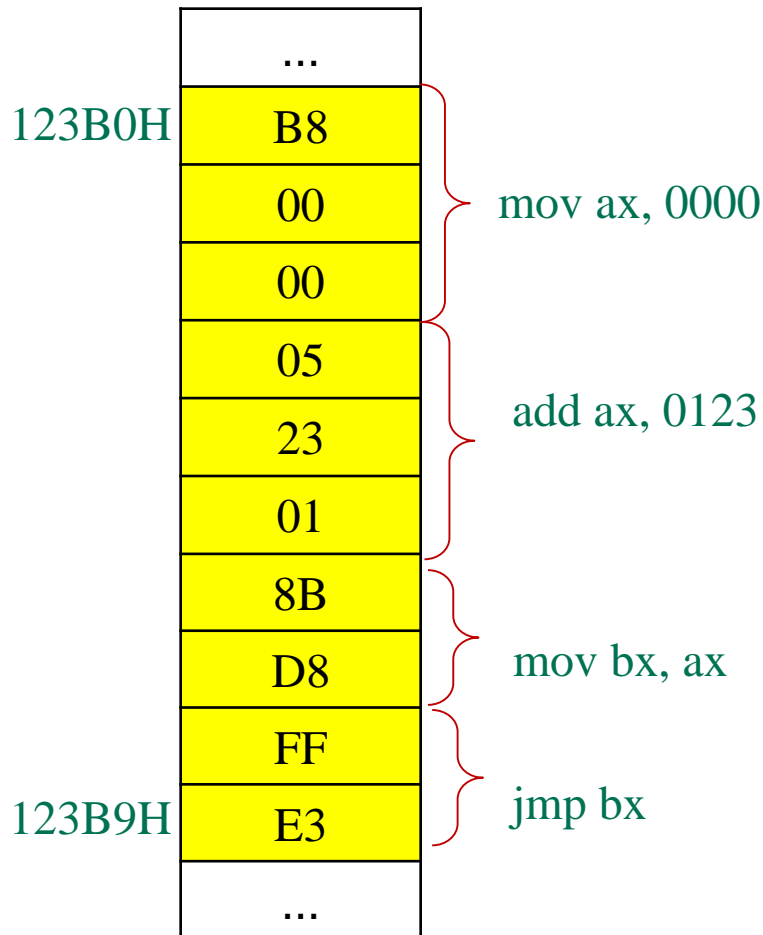 ...
123B0H B8
00 mov ax, 0000
00
05
23 add ax, 0123
01
8B
D8 mov bx, ax
FF
123B9H E3 jmp bx
...